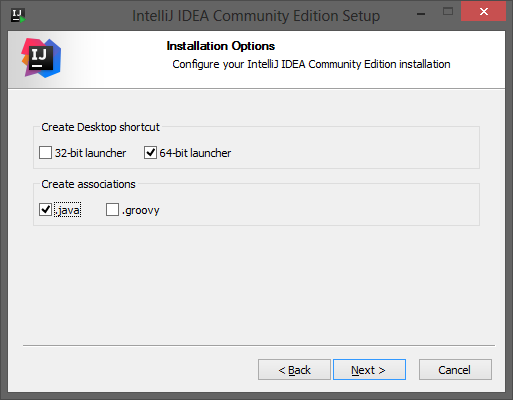 IntelliJ IDEA Community Edition Setup
IJ
Installation Options
Configure your IntelliJ IDEA Community Edition installation
Create Desktop shortcut
32-bit launcher 64-bit launcher
Create associations
.java .groovy
< Back Next > Cancel